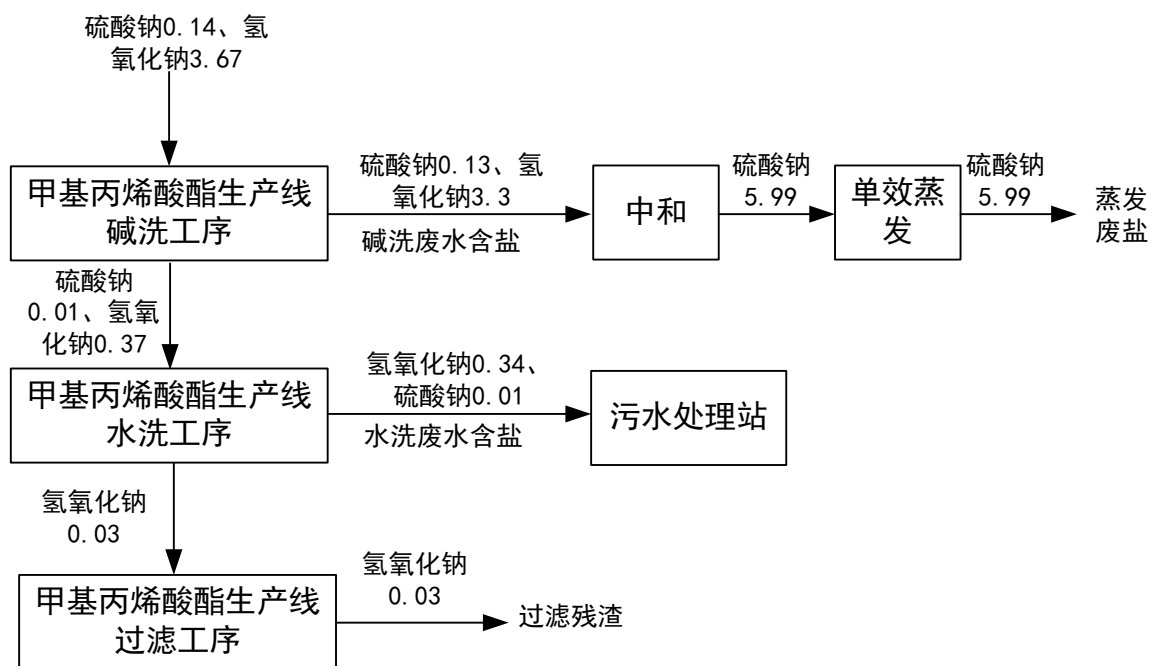 硫酸钠0.14、氢
氧化钠3.67
甲基丙烯酸酯生产线
碱洗工序
硫酸钠0.13、氢
氧化钠3.3
碱洗废水含盐
中和
硫酸钠
5.99
单效蒸
发
硫酸钠
5.99
蒸发
废盐
硫酸钠
0.01、氢氧
化钠0.37
甲基丙烯酸酯生产线
水洗工序
氢氧化钠0.34、
硫酸钠0.01
水洗废水含盐
污水处理站
氢氧化钠
0.03
甲基丙烯酸酯生产线
过滤工序
氢氧化钠
0.03
过滤残渣